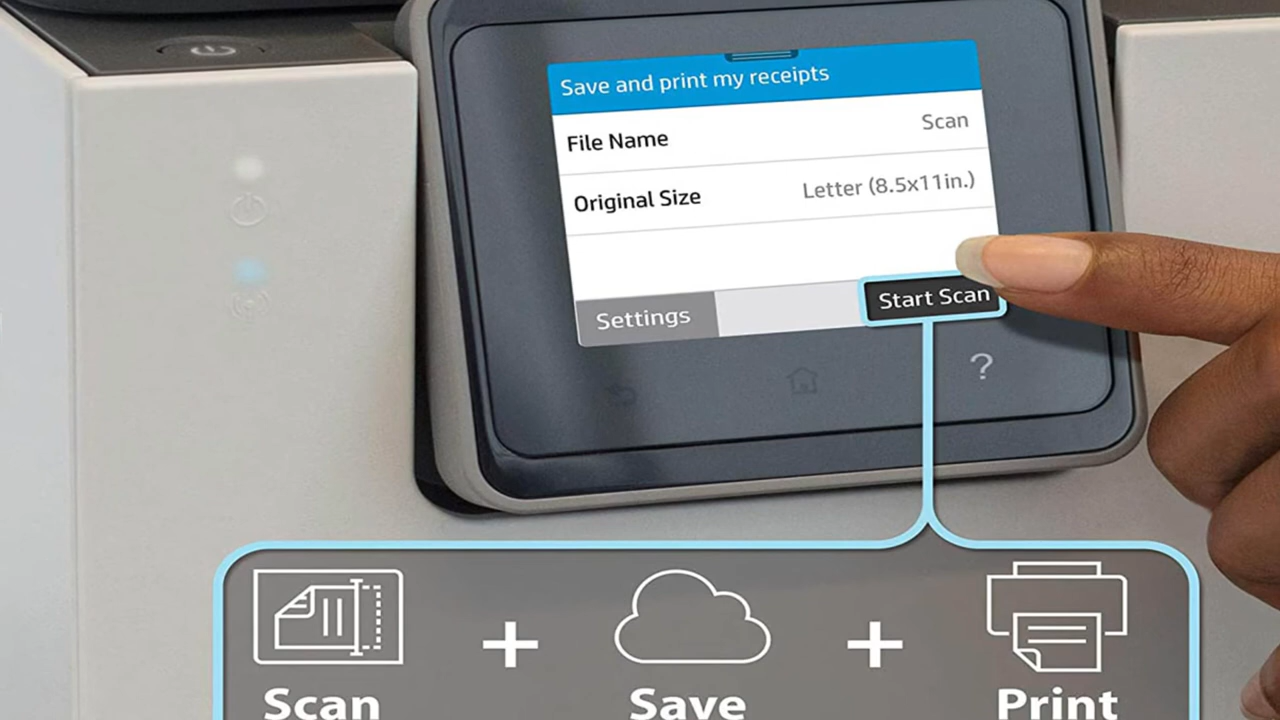 Save and print my receipts
File Name Scan
Original Size Letter (8.5x11in.)
Settings Start Scan
?
Scan + Save + Print